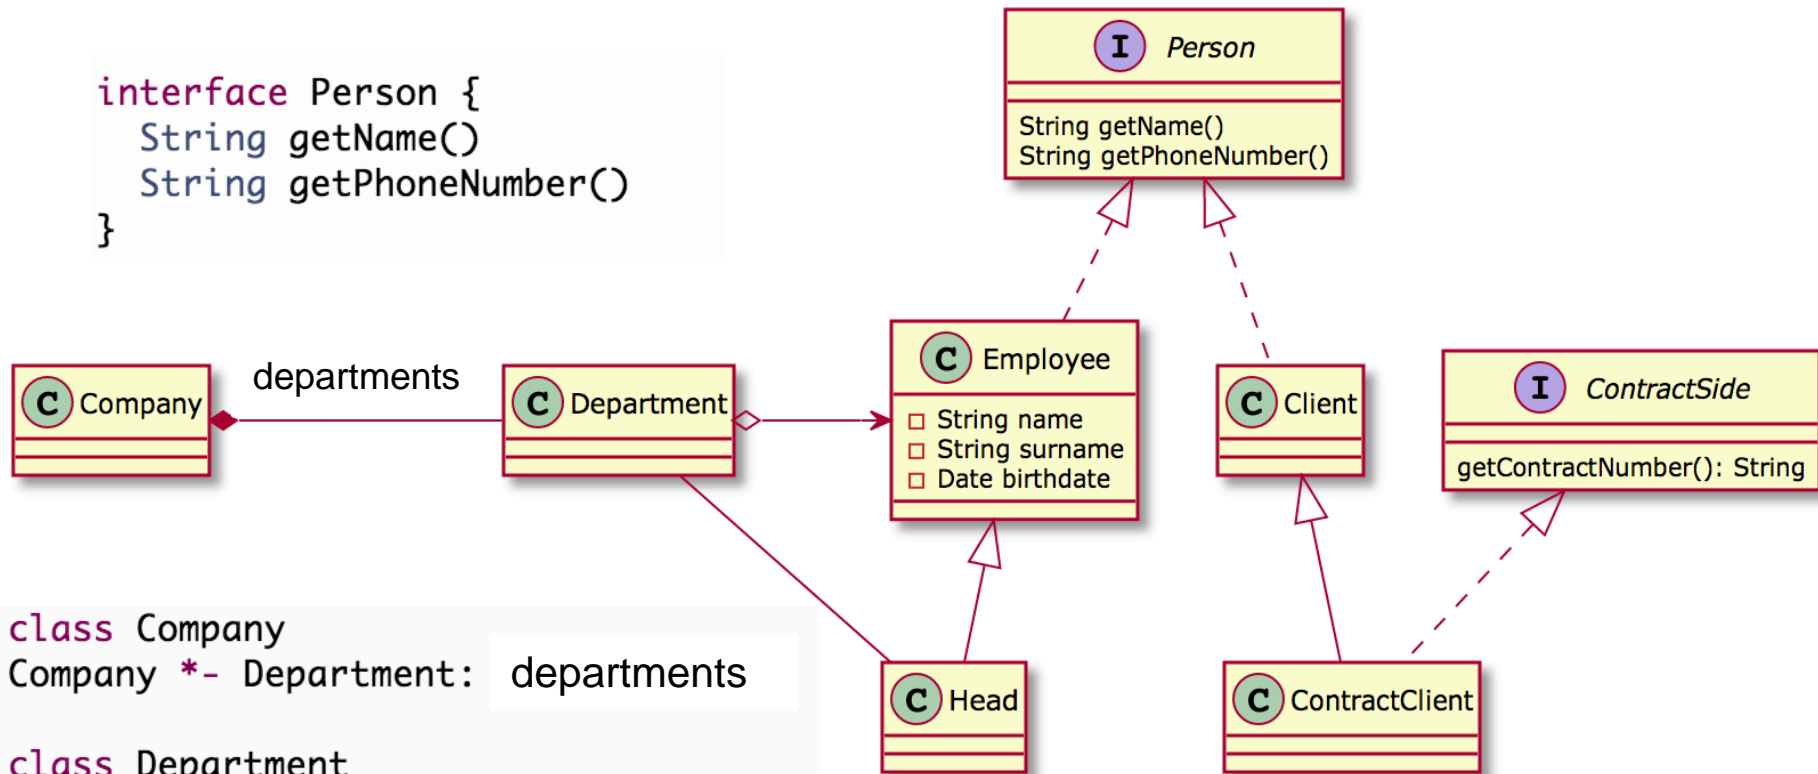 interface Person {
String getName()
String getPhoneNumber()
}
I Person
String getName()
String getPhoneNumber()
C Company
departments
C Department
C Employee
String name
String surname
Date birthdate
C Client
I ContractSide
getContractNumber(): String
class Company
Company *- Department: departments
class Department
C Head
C ContractClient